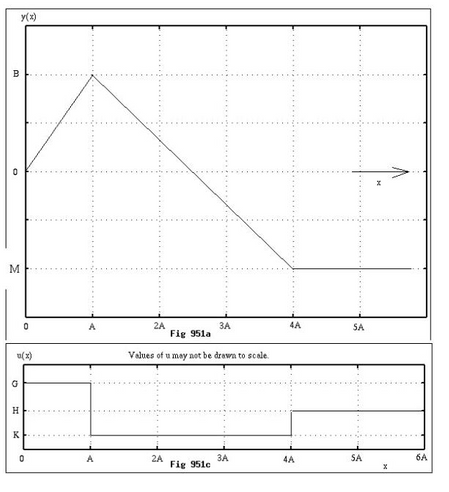 y(x)
B
0
x
M
0 A 2A 3A 4A 5A
Fig 951a
u(x) Values of u may not be drawn to scale.
G
H
K
0 A 2A 3A 4A 5A 6A
Fig 951c x